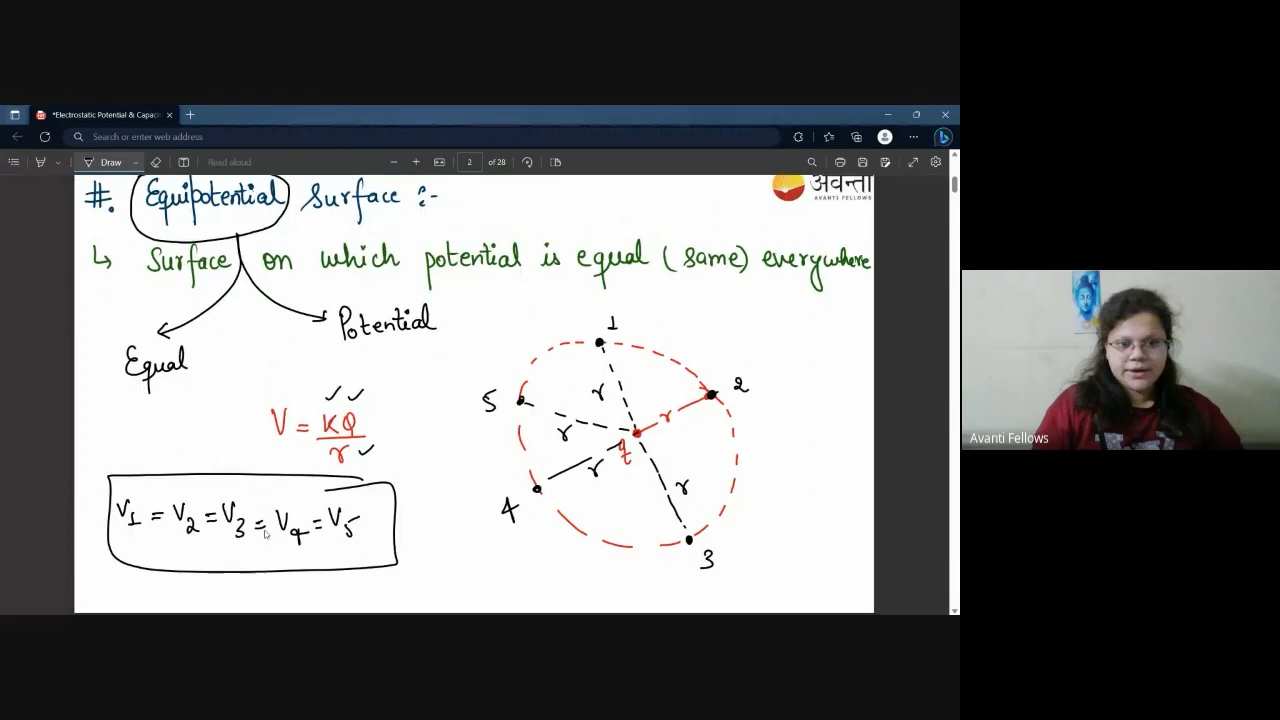 *Electrostatic Potential & Capac
Search or enter web address
Draw
Read aloud
2 of 28
#. Equipotential Surface :-
अवन्ती
AVANTI FELLOWS
↳ Surface on which potential is equal (same) everywhere
Equal
Potential
V = KQ
r
V1 = V2 = V3 = V4 = V5
1
2
3
4
5
r
r
r
r
r
q
Avanti Fellows